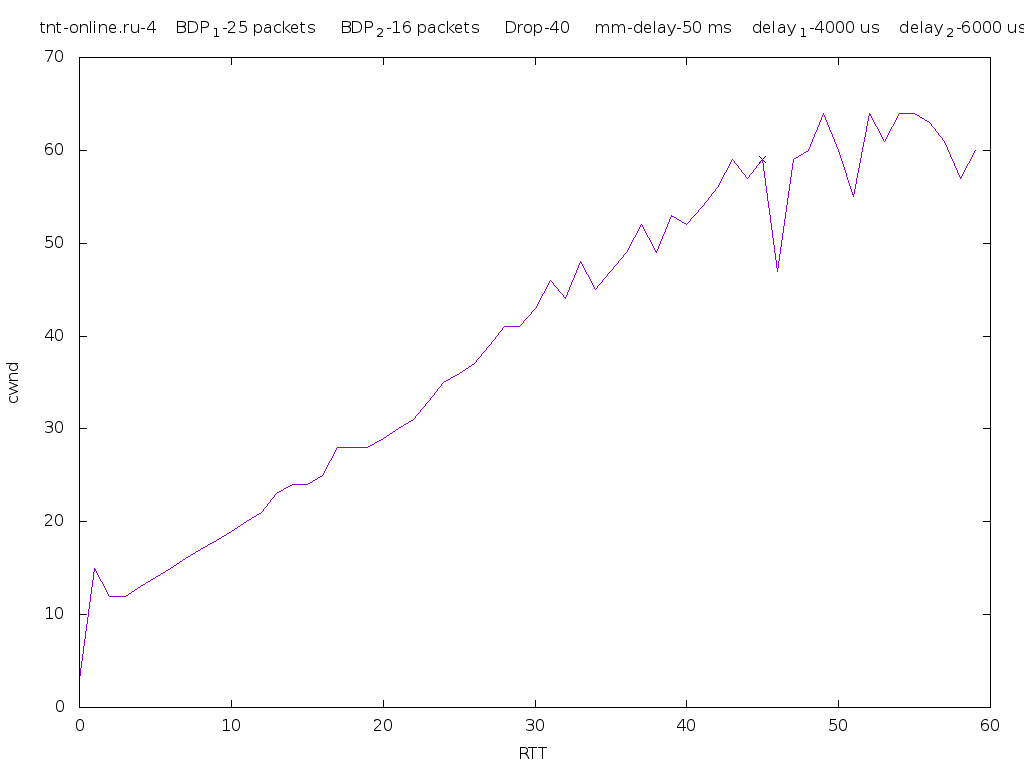 tnt-online.ru-4 BDP1-25 packets BDP2-16 packets Drop-40 mm-delay-50 ms delay1-4000 us delay2-6000 us
70
60
50
40
30
20
10
0
cwnd
0 10 20 30 40 50 60
RTT